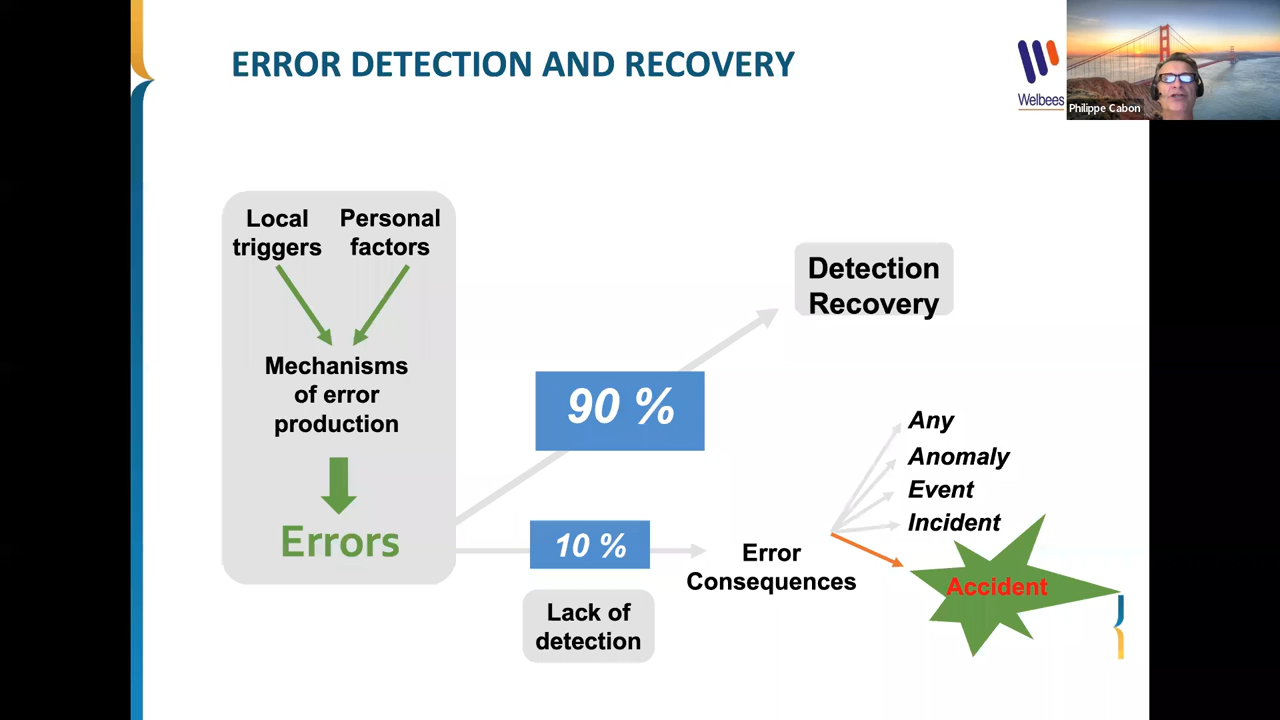 ERROR DETECTION AND RECOVERY
Welbees
Philippe Cabon
Local
triggers
Personal
factors
Mechanisms
of error
production
Errors
90 %
10 %
Lack of
detection
Detection
Recovery
Error
Consequences
Any
Anomaly
Event
Incident
Accident